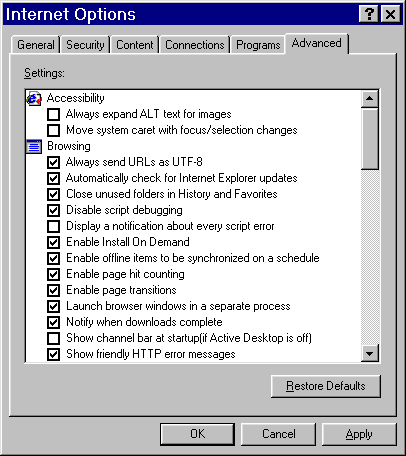 Internet Options
General Security Content Connections Programs Advanced
Settings:
Accessibility
Always expand ALT text for images
Move system caret with focus/selection changes
Browsing
Always send URLs as UTF-8
Automatically check for Internet Explorer updates
Close unused folders in History and Favorites
Disable script debugging
Display a notification about every script error
Enable Install On Demand
Enable offline items to be synchronized on a schedule
Enable page hit counting
Enable page transitions
Launch browser windows in a separate process
Notify when downloads complete
Show channel bar at startup(if Active Desktop is off)
Show friendly HTTP error messages
Restore Defaults
OK Cancel Apply